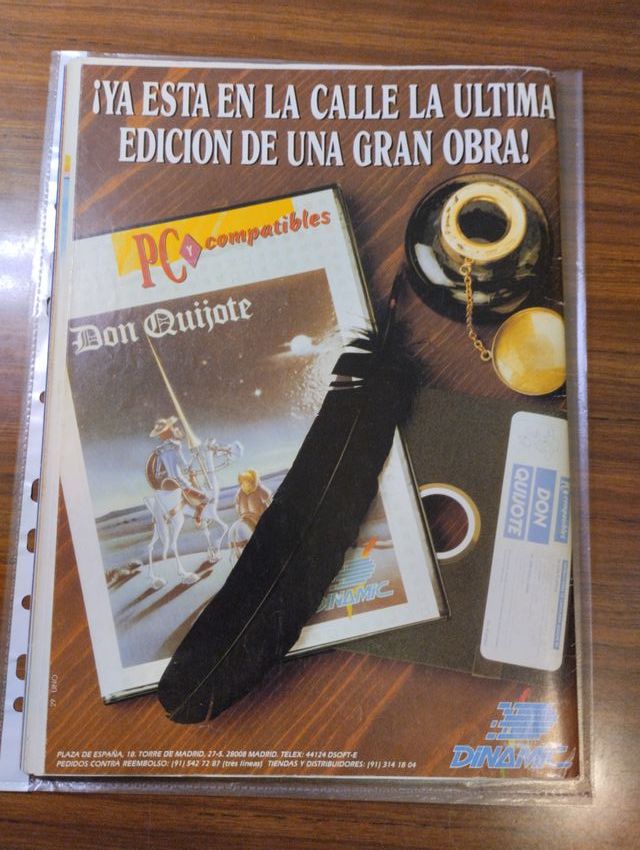 ¡YA ESTA EN LA CALLE LA ULTIMA
EDICION DE UNA GRAN OBRA!
PC Y compatibles
Don Quijote
DINAMIC
DON
QUIJOTE
29 UNO
DINAMIC
PLAZA DE ESPAÑA, 18. TORRE DE MADRID. 27-5. 28008 MADRID. TELEX: 44124 DSOFT-E
PEDIDOS CONTRA REEMBOLSO: (91) 542 72 87 (tres líneas) TIENDAS Y DISTRIBUIDORES: (91) 314 18 04